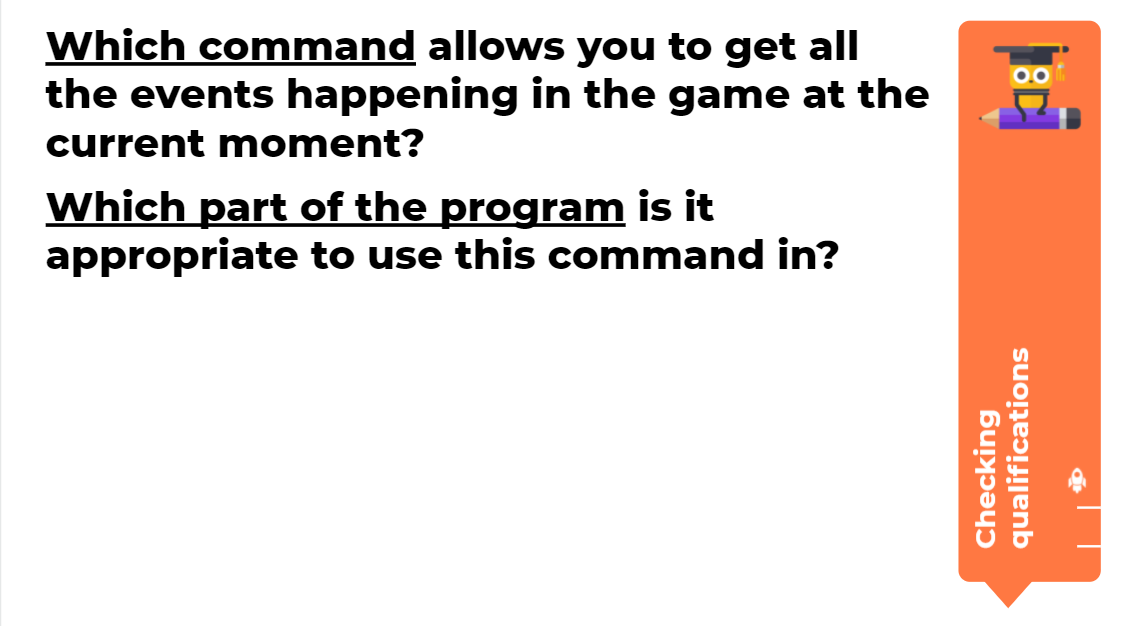 Which command allows you to get all
the events happening in the game at the
current moment?
Which part of the program is it
appropriate to use this command in?
Checking
qualifications